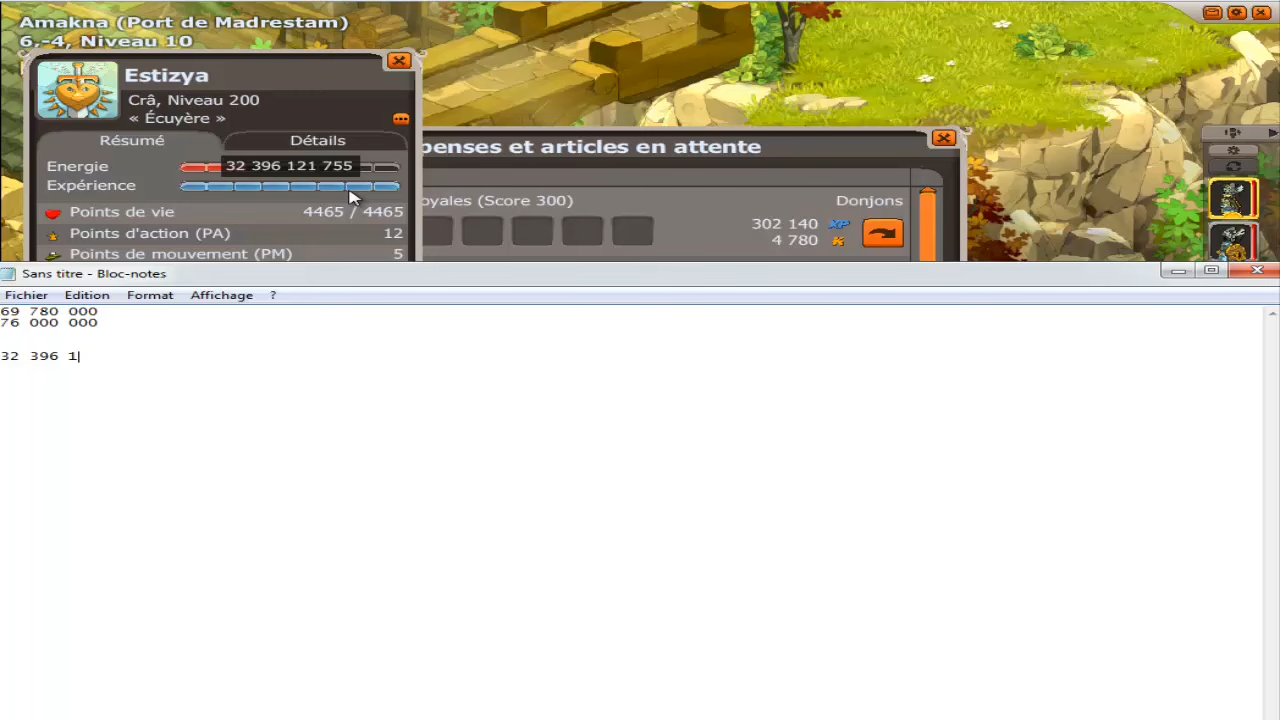 Amakna (Port de Madrestam)
6,-4, Niveau 10
Estizya
Crâ, Niveau 200
« Écuyère »
Résumé
Détails
Energie
32 396 121 755
Expérience
Points de vie
4465 / 4465
Points d'action (PA)
12
Points de mouvement (PM)
5
penses et articles en attente
oyales (Score 300)
Donjons
302 140 XP
4 780
Sans titre - Bloc-notes
Fichier Edition Format Affichage ?
69 780 000
76 000 000
32 396 1